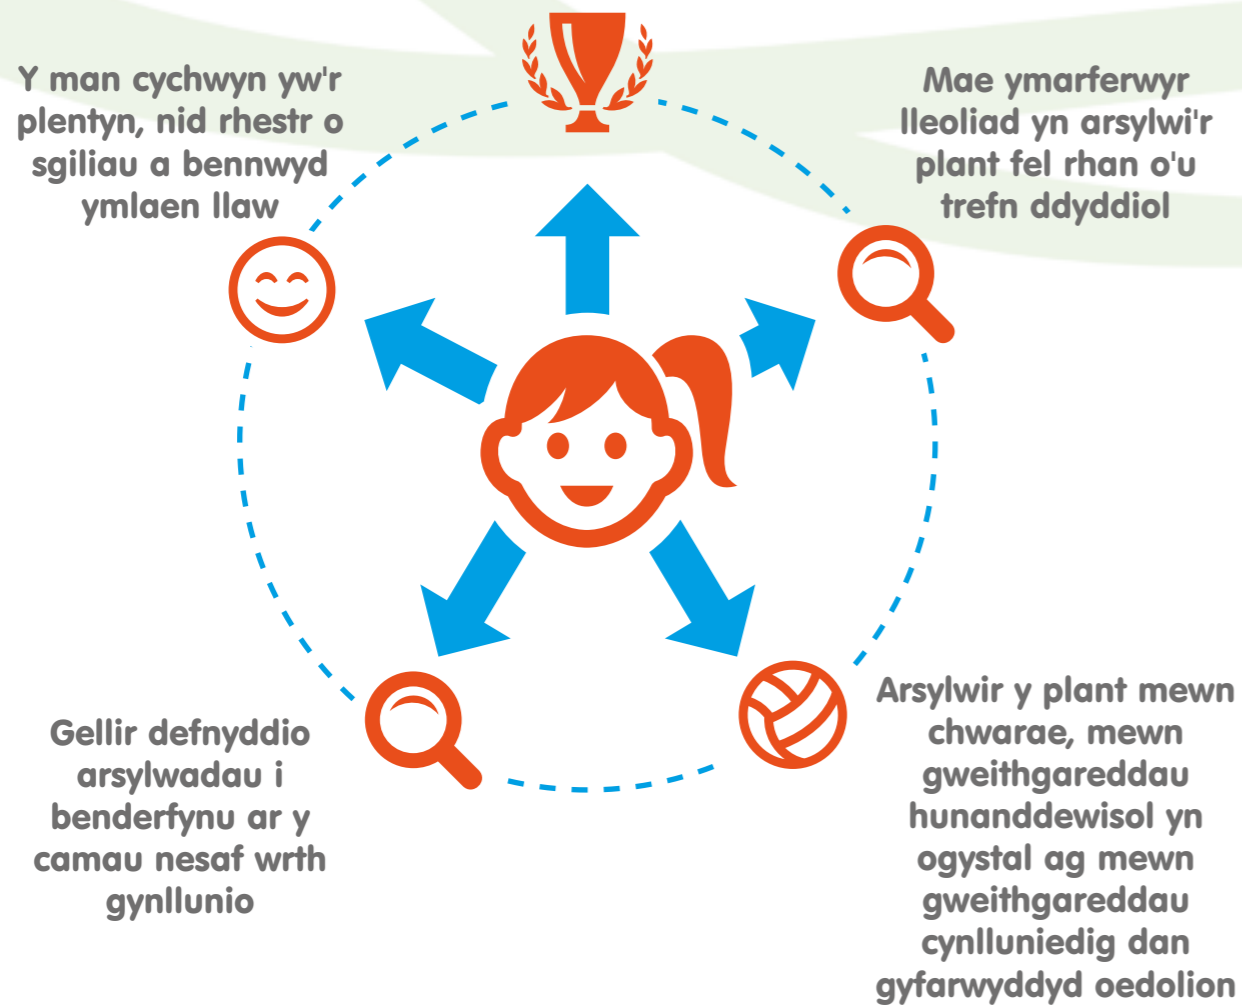 Y man cychwyn yw'r
plentyn, nid rhestr o
sgiliau a bennwyd
ymlaen llaw
Mae ymarferwyr
lleoliad yn arsylwi'r
plant fel rhan o'u
trefn ddyddiol
Gellir defnyddio
arsylwadau i
benderfynu ar y
camau nesaf wrth
gynllunio
Arsylwir y plant mewn
chwarae, mewn
gweithgareddau
hunanddewisol yn
ogystal ag mewn
gweithgareddau
cynlluniedig dan
gyfarwyddyd oedolion